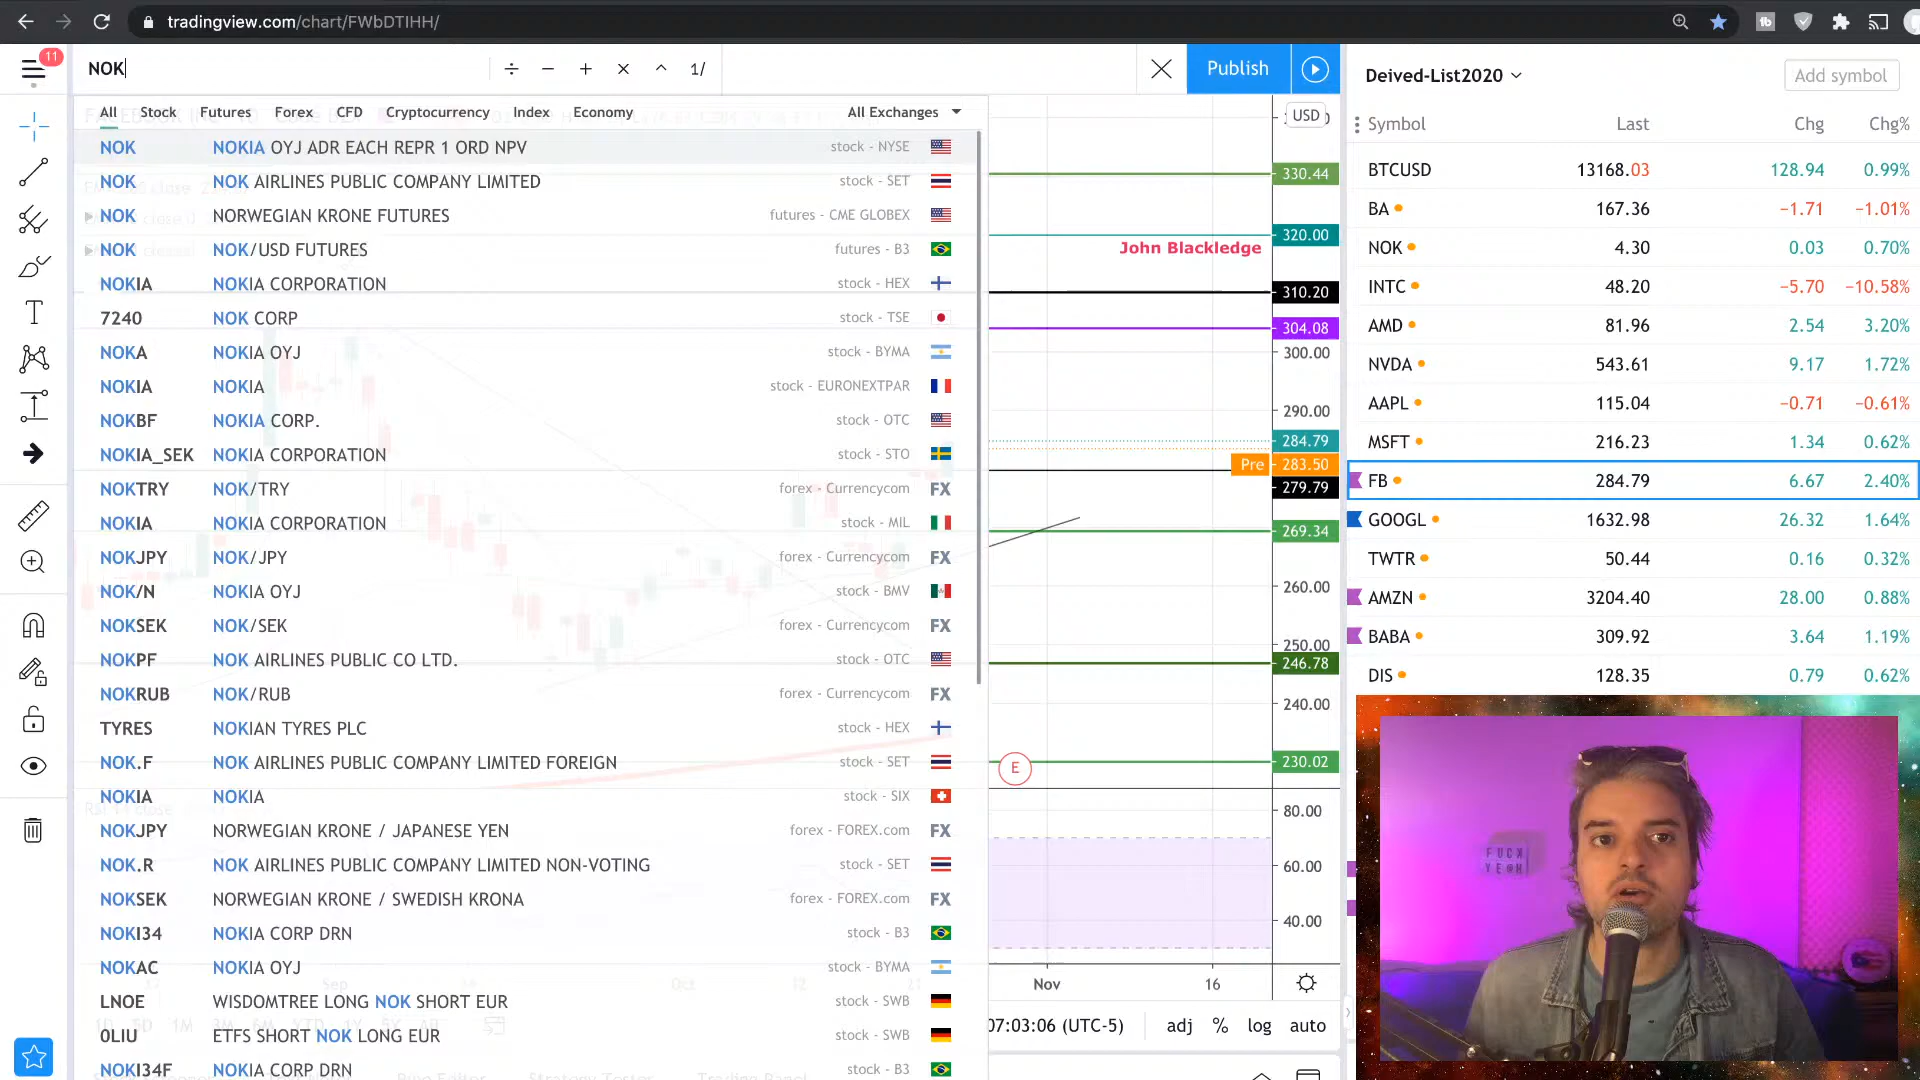 tradingview.com/chart/FWbDTIHH/
11
NOK
÷ − + × ^ 1/
Publish
Deived-List2020
Add symbol
All Stock Futures Forex CFD Cryptocurrency Index Economy All Exchanges
USD
Symbol Last Chg Chg%
NOK NOKIA OYJ ADR EACH REPR 1 ORD NPV stock - NYSE
NOK NOK AIRLINES PUBLIC COMPANY LIMITED stock - SET
NOK NORWEGIAN KRONE FUTURES futures - CME GLOBEX
NOK NOK/USD FUTURES futures - B3
NOKIA NOKIA CORPORATION stock - HEX
7240 NOK CORP stock - TSE
NOKA NOKIA OYJ stock - BYMA
NOKIA NOKIA stock - EURONEXTPAR
NOKBF NOKIA CORP. stock - OTC
NOKIA_SEK NOKIA CORPORATION stock - STO
NOKTRY NOK/TRY forex - Currencycom FX
NOKIA NOKIA CORPORATION stock - MIL
NOKJPY NOK/JPY forex - Currencycom FX
NOK/N NOKIA OYJ stock - BMV
NOKSEK NOK/SEK forex - Currencycom FX
NOKPF NOK AIRLINES PUBLIC CO LTD. stock - OTC
NOKRUB NOK/RUB forex - Currencycom FX
TYRES NOKIAN TYRES PLC stock - HEX
NOK.F NOK AIRLINES PUBLIC COMPANY LIMITED FOREIGN stock - SET
NOKIA NOKIA stock - SIX
NOKJPY NORWEGIAN KRONE / JAPANESE YEN forex - FOREX.com FX
NOK.R NOK AIRLINES PUBLIC COMPANY LIMITED NON-VOTING stock - SET
NOKSEK NORWEGIAN KRONE / SWEDISH KRONA forex - FOREX.com FX
NOKI34 NOKIA CORP DRN stock - B3
NOKAC NOKIA OYJ stock - BYMA
LNOE WISDOMTREE LONG NOK SHORT EUR stock - SWB
0LIU ETFS SHORT NOK LONG EUR stock - SWB
NOKI34F NOKIA CORP DRN stock - B3
Sep Oct 12
330.44
320.00
John Blackledge
310.20
304.08
300.00
290.00
284.79
Pre 283.50
279.79
269.34
260.00
250.00
246.78
240.00
230.02
E
80.00
60.00
40.00
Nov 16
07:03:06 (UTC-5) adj % log auto
BTCUSD 13168.03 128.94 0.99%
BA 167.36 −1.71 −1.01%
NOK 4.30 0.03 0.70%
INTC 48.20 −5.70 −10.58%
AMD 81.96 2.54 3.20%
NVDA 543.61 9.17 1.72%
AAPL 115.04 −0.71 −0.61%
MSFT 216.23 1.34 0.62%
FB 284.79 6.67 2.40%
GOOGL 1632.98 26.32 1.64%
TWTR 50.44 0.16 0.32%
AMZN 3204.40 28.00 0.88%
BABA 309.92 3.64 1.19%
DIS 128.35 0.79 0.62%
FUCK
YE@H